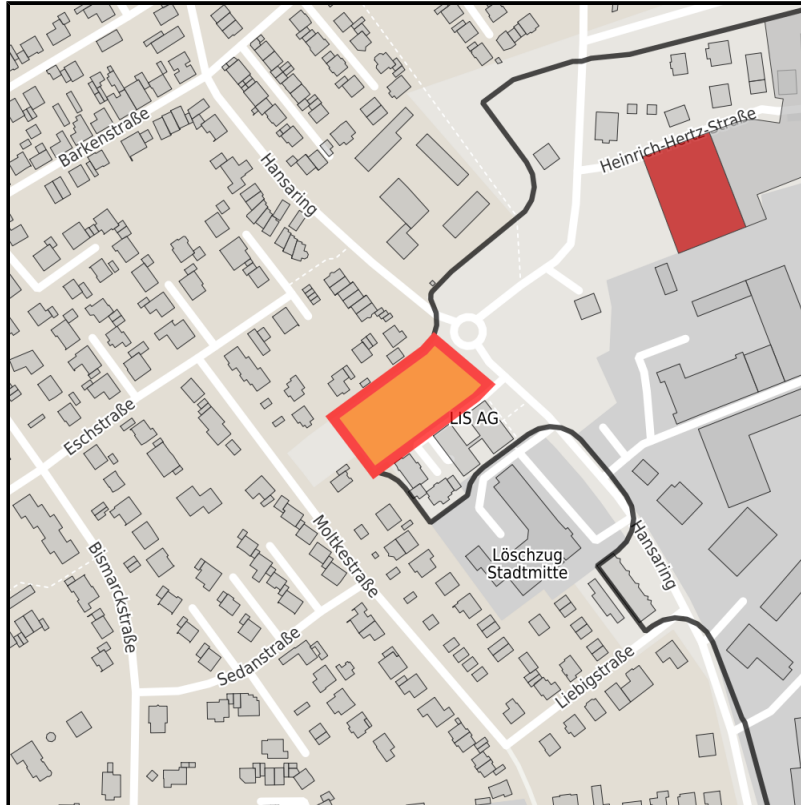 Barkenstraße
Heinrich-Hertz-Straße
Hansaring
LIS AG
Eschstraße
Moltkestraße
Löschzug
Stadtmitte
Hansaring
Bismarckstraße
Sedanstraße
Liebigstraße